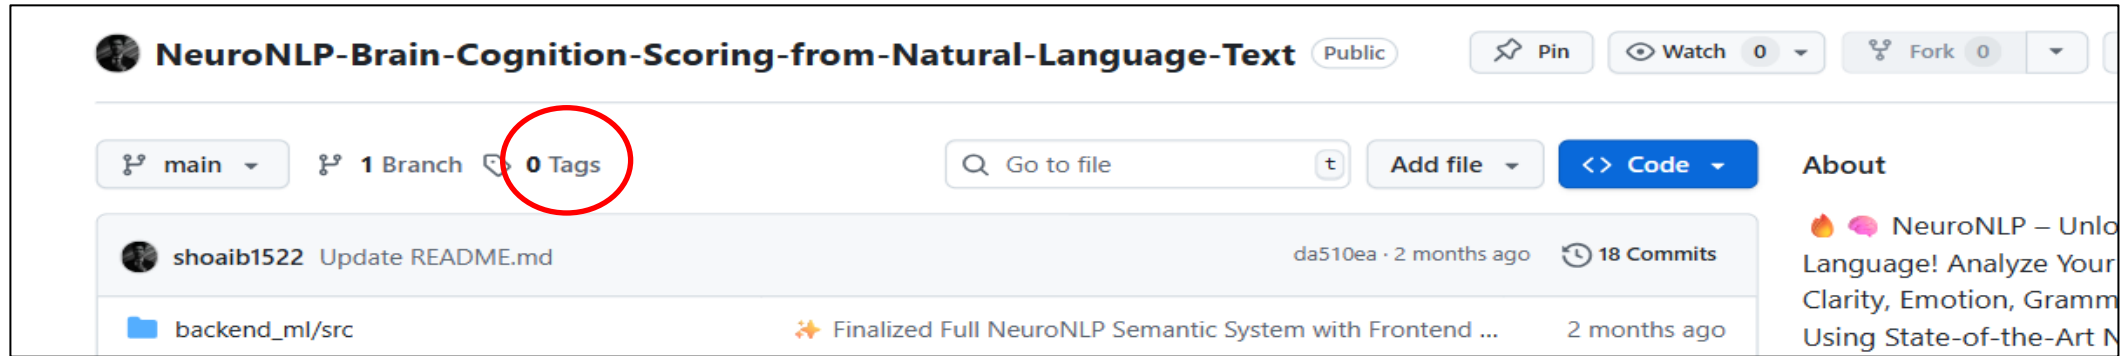 NeuroNLP-Brain-Cognition-Scoring-from-Natural-Language-Text Public Pin Watch 0 Fork 0
main 1 Branch 0 Tags Go to file t Add file <> Code About
shoaib1522 Update README.md da510ea · 2 months ago 18 Commits
backend_ml/src ✨ Finalized Full NeuroNLP Semantic System with Frontend ... 2 months ago
🔥 🧠 NeuroNLP – Unlo
Language! Analyze Your
Clarity, Emotion, Gramm
Using State-of-the-Art N